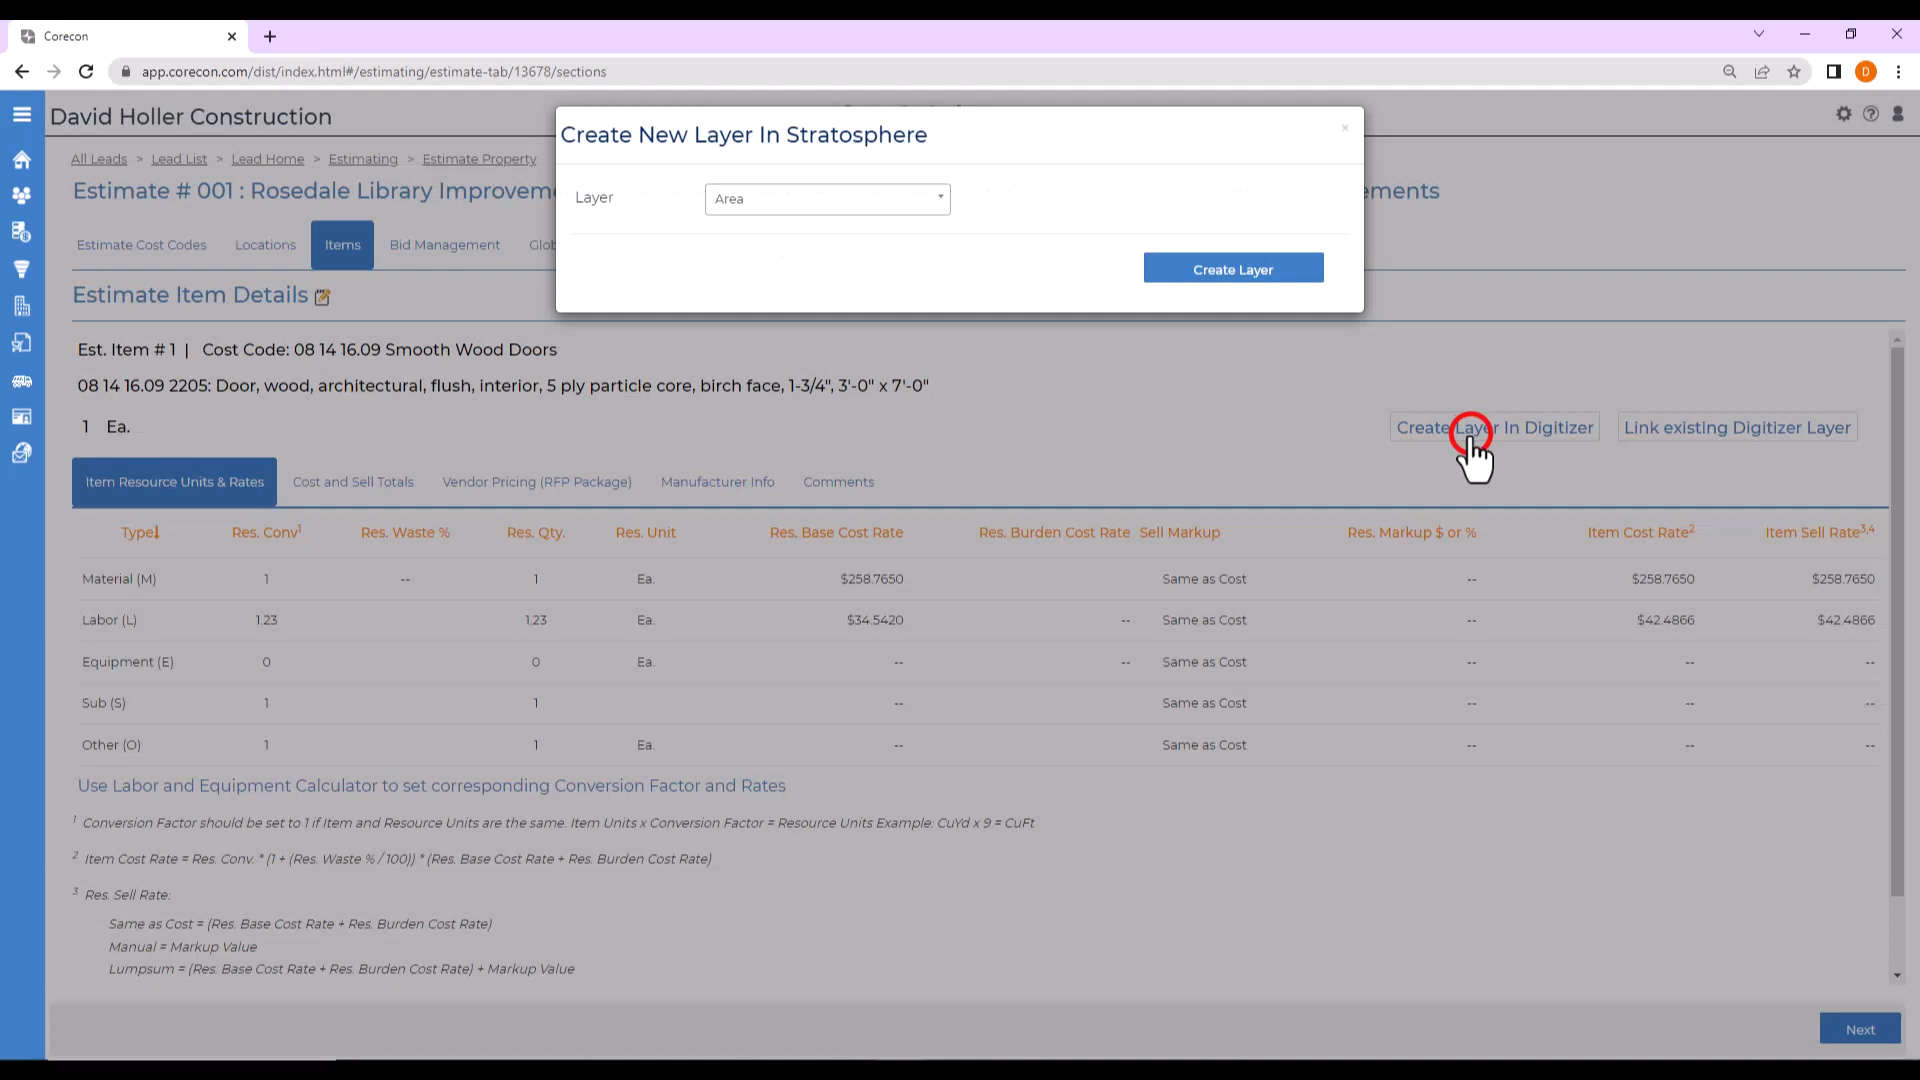 Corecon
app.corecon.com/dist/index.html#/estimating/estimate-tab/13678/sections
D
David Holler Construction
Create New Layer In Stratosphere
Layer
Area
Create Layer
All Leads > Lead List > Lead Home > Estimating > Estimate Property
Estimate # 001 : Rosedale Library Improveme
ements
Estimate Cost Codes Locations Items Bid Management Glob
Estimate Item Details
Est. Item # 1 | Cost Code: 08 14 16.09 Smooth Wood Doors
08 14 16.09 2205: Door, wood, architectural, flush, interior, 5 ply particle core, birch face, 1-3/4", 3'-0" x 7'-0"
1 Ea.
Create Layer In Digitizer Link existing Digitizer Layer
Item Resource Units & Rates Cost and Sell Totals Vendor Pricing (RFP Package) Manufacturer Info Comments
Type Res. Conv1 Res. Waste % Res. Qty. Res. Unit Res. Base Cost Rate Res. Burden Cost Rate Sell Markup Res. Markup $ or % Item Cost Rate2 Item Sell Rate3,4
Material (M) 1 -- 1 Ea. $258.7650 Same as Cost -- $258.7650 $258.7650
Labor (L) 1.23 1.23 Ea. $34.5420 -- Same as Cost -- $42.4866 $42.4866
Equipment (E) 0 0 Ea. -- -- Same as Cost -- -- --
Sub (S) 1 1 -- Same as Cost -- -- --
Other (O) 1 1 Ea. -- Same as Cost -- -- --
Use Labor and Equipment Calculator to set corresponding Conversion Factor and Rates
1 Conversion Factor should be set to 1 if Item and Resource Units are the same. Item Units x Conversion Factor = Resource Units Example: CuYd x 9 = CuFt
2 Item Cost Rate = Res. Conv. * (1 + (Res. Waste % / 100)) * (Res. Base Cost Rate + Res. Burden Cost Rate)
3 Res. Sell Rate:
Same as Cost = (Res. Base Cost Rate + Res. Burden Cost Rate)
Manual = Markup Value
Lumpsum = (Res. Base Cost Rate + Res. Burden Cost Rate) + Markup Value
Next